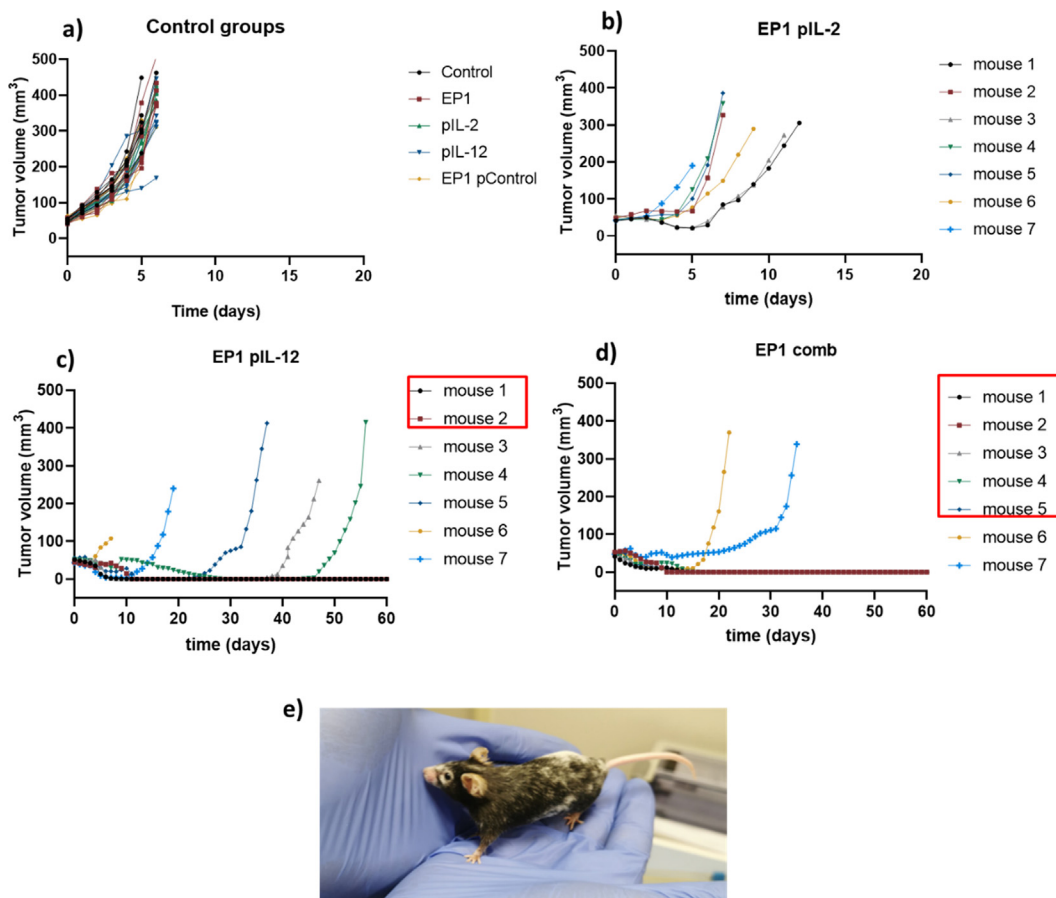 a)
Control groups
Tumor volume (mm³)
500
400
300
200
100
0
0
5
10
15
20
Time (days)
Control
EP1
pIL-2
pIL-12
EP1 pControl
b)
EP1 pIL-2
Tumor volume (mm³)
500
400
300
200
100
0
0
5
10
15
20
time (days)
mouse 1
mouse 2
mouse 3
mouse 4
mouse 5
mouse 6
mouse 7
c)
EP1 pIL-12
Tumor volume (mm³)
500
400
300
200
100
0
0
10
20
30
40
50
60
time (days)
mouse 1
mouse 2
mouse 3
mouse 4
mouse 5
mouse 6
mouse 7
d)
EP1 comb
Tumor volume (mm³)
500
400
300
200
100
0
0
10
20
30
40
50
60
time (days)
mouse 1
mouse 2
mouse 3
mouse 4
mouse 5
mouse 6
mouse 7
e)